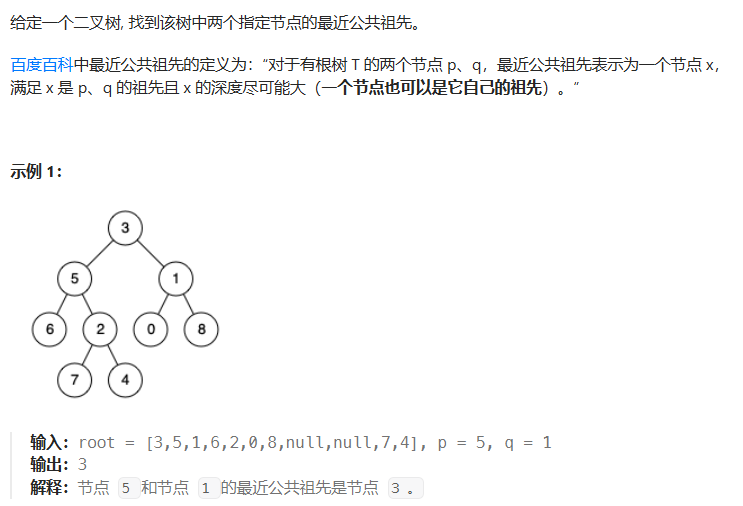 给定一个二叉树, 找到该树中两个指定节点的最近公共祖先。
百度百科中最近公共祖先的定义为：“对于有根树 T 的两个节点 p、q，最近公共祖先表示为一个节点 x，
满足 x 是 p、q 的祖先且 x 的深度尽可能大（一个节点也可以是它自己的祖先）。”
示例 1：
3
5 1
6 2 0 8
7 4
输入：root = [3,5,1,6,2,0,8,null,null,7,4], p = 5, q = 1
输出：3
解释：节点 5 和节点 1 的最近公共祖先是节点 3 。